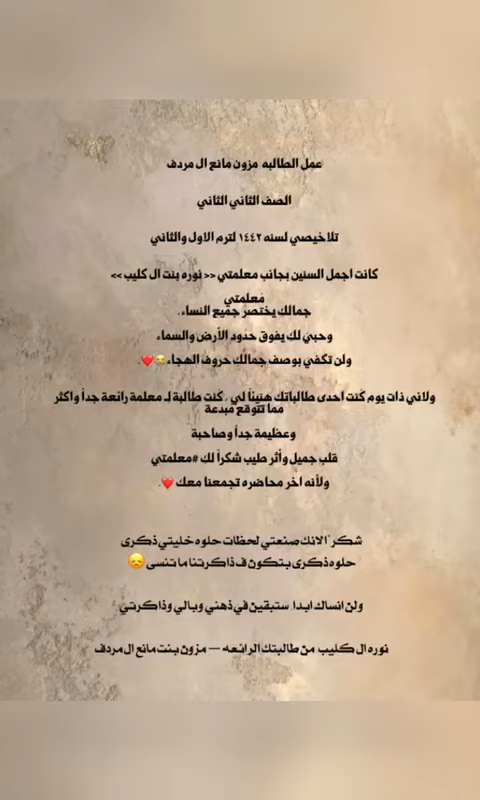 عمل الطالبه مزون مانع ال مردف
الصف الثاني الثاني
تلاخيصي لسنه ١٤٤٢ لترم الاول والثاني
كانت اجمل السنين بجانب معلمتي << نوره بنت ال كليب >>
مَعلمتي
جمالك يختصر جميع النساء.
وحبي لك يفوق حدود الأرض والسماء
ولن تكفي بوصف جمالك حروف الهجاء😭❤️.
ولاني ذات يوم كُنت احدى طالباتك هنيئاً لي . كُنت طالبة لـ معلمة رائعة جداً واكثر
مما تتوقع مبدعة
وعظيمة جداً وصاحبة
قلب جميل وأثر طيب شكراً لك #معلمتي
ولأنه اخر محاضره تجمعنا معك ❤️.
شكرًا لانك صنعتي لحظات حلوه خليتي ذكرى
حلوه ذكرى بتكون ف ذاكرتنا ما تنسى 😞
ولن انساك ابدا ستبقين في ذهني وبالي وذاكرتي
نوره ال كليب من طالبتك الرائعه — مزون بنت مانع ال مردف